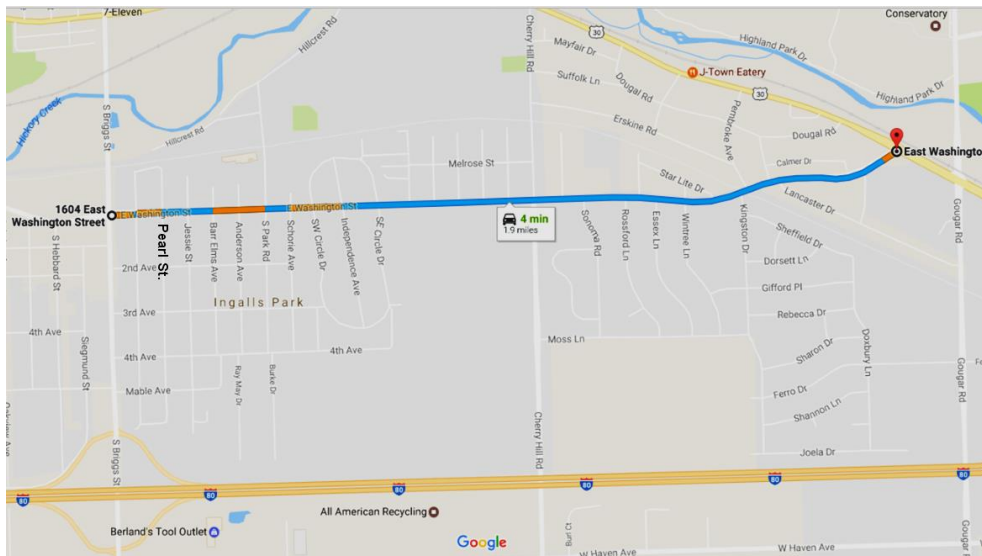 7-Eleven
Conservatory
Highland Park Dr
Highland Park Dr
30
Mayfair Dr
J-Town Eatery
Suffolk Ln
Dougal Rd
30
Hillcrest Rd
Cherry Hill Rd
S Briggs St
Hickory Creek
Erskine Rd
Pembroke Ave
Dougal Rd
Hillcrest Rd
East Washington
Calmer Dr
Melrose St
Star Lite Dr
Lancaster Dr
1604 East
Washington Street
E Washington St
E Washington St
4 min
1.9 miles
Gougar Rd
Pearl St.
Jessie St
Barr Elms Ave
Anderson Ave
S Park Rd
Schone Ave
SW Circle Dr
Independence Ave
SE Circle Dr
Sonoma Rd
Rossford Ln
Essex Ln
Wintree Ln
Kingston Dr
Sheffield Dr
S Hebbard St
2nd Ave
Dorsett Ln
Gifford Pl
Ingalls Park
3rd Ave
Rebecca Dr
4th Ave
Siegmund St
4th Ave
4th Ave
Moss Ln
Sharon Dr
Doxbury Ln
Ray May Dr
Burke Dr
Gougar Rd
Mable Ave
Ferro Dr
Shannon Ln
S Briggs St
Cherry Hill Rd
Joela Dr
80
80
80
80
80
80
All American Recycling
Berland's Tool Outlet
Google
W Haven Ave
W Haven Ave
Gougar Rd